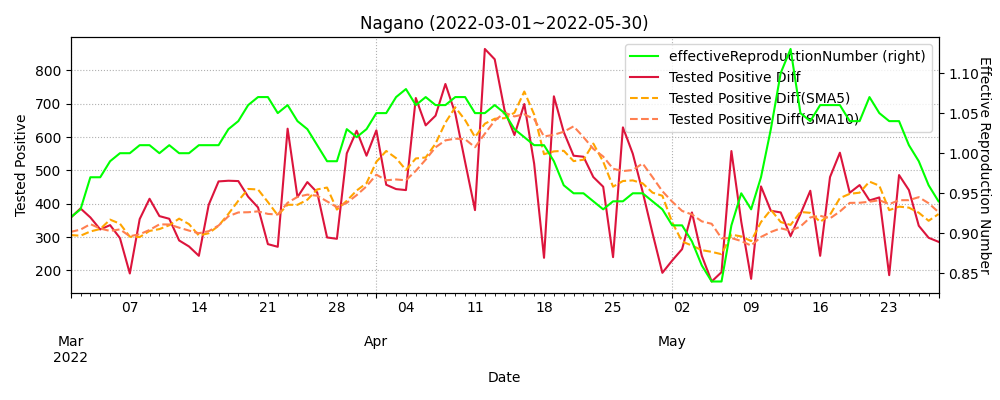 Nagano (2022-03-01~2022-05-30)
effectiveReproductionNumber (right)
Tested Positive Diff
Tested Positive Diff(SMA5)
Tested Positive Diff(SMA10)
Tested Positive
800
700
600
500
400
300
200
Effective Reproduction Number
1.10
1.05
1.00
0.95
0.90
0.85
07 14 21 28 04 11 18 25 02 09 16 23
Mar Apr May
2022
Date